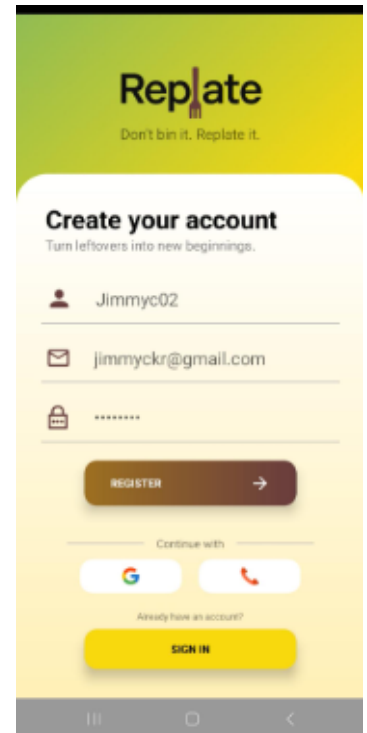 Replate
Don't bin it. Replate it.
Create your account
Turn leftovers into new beginnings.
Jimmyc02
jimmyckr@gmail.com
••••••••
REGISTER →
Continue with
G
Already have an account?
SIGN IN